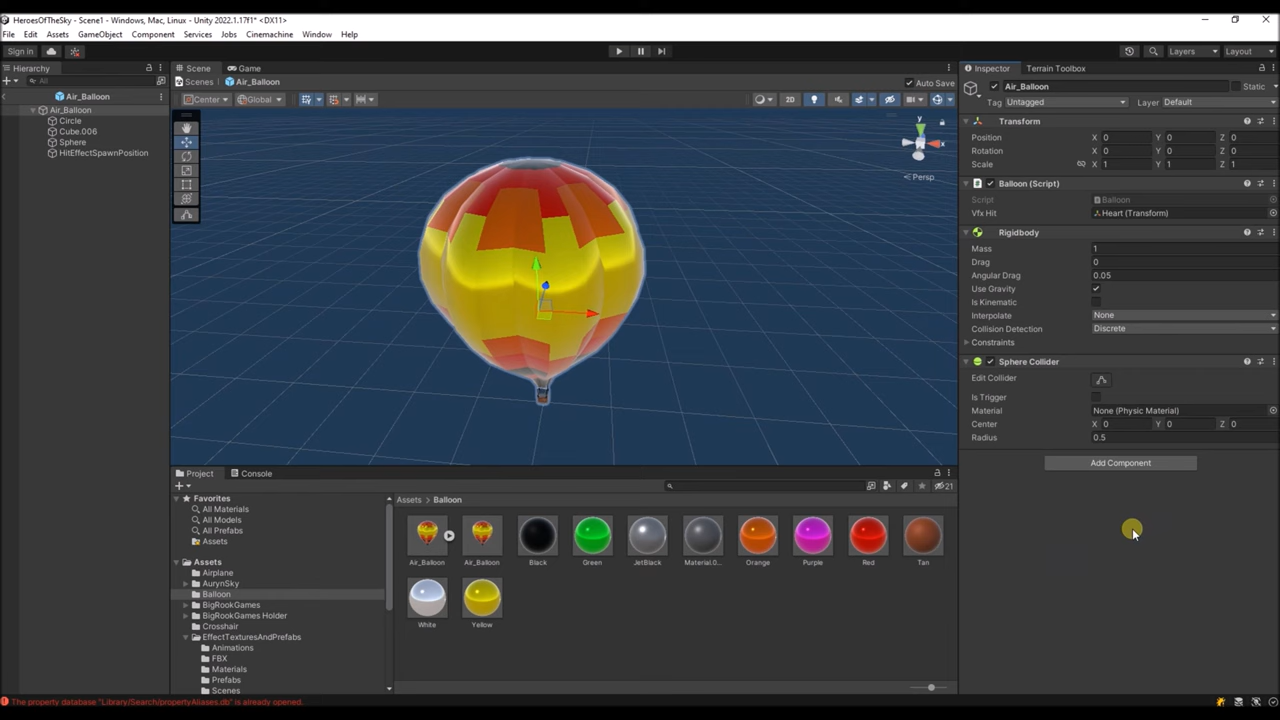 HeroesOfTheSky - Scene1 - Windows, Mac, Linux - Unity 2022.1.17f1* <DX11>
File Edit Assets GameObject Component Services Jobs Cinemachine Window Help
Sign in Layers Layout
Hierarchy Scene Game Inspector Terrain Toolbox
All
Scenes Air_Balloon Auto Save
Air_Balloon
Center Global 2D
Air_Balloon
Circle
Cube.006
Sphere
HitEffectSpawnPosition
y
x
Persp
Air_Balloon Static
Tag Untagged Layer Default
Transform
Position X 0 Y 0 Z 0
Rotation X 0 Y 0 Z 0
Scale X 1 Y 1 Z 1
Balloon (Script)
Script Balloon
Vfx Hit Heart (Transform)
Rigidbody
Mass 1
Drag 0
Angular Drag 0.05
Use Gravity
Is Kinematic
Interpolate None
Collision Detection Discrete
Constraints
Sphere Collider
Edit Collider
Is Trigger
Material None (Physic Material)
Center X 0 Y 0 Z 0
Radius 0.5
Add Component
Project Console
21
Favorites
All Materials
All Models
All Prefabs
Assets
Assets
Airplane
AurynSky
Balloon
BigRookGames
BigRookGames Holder
Crosshair
EffectTexturesAndPrefabs
Animations
FBX
Materials
Prefabs
Scenes
Assets Balloon
Air_Balloon Air_Balloon Black Green JetBlack Material.0... Orange Purple Red Tan
White Yellow
The property database "Library/Search/propertyAliases.db" is already opened.